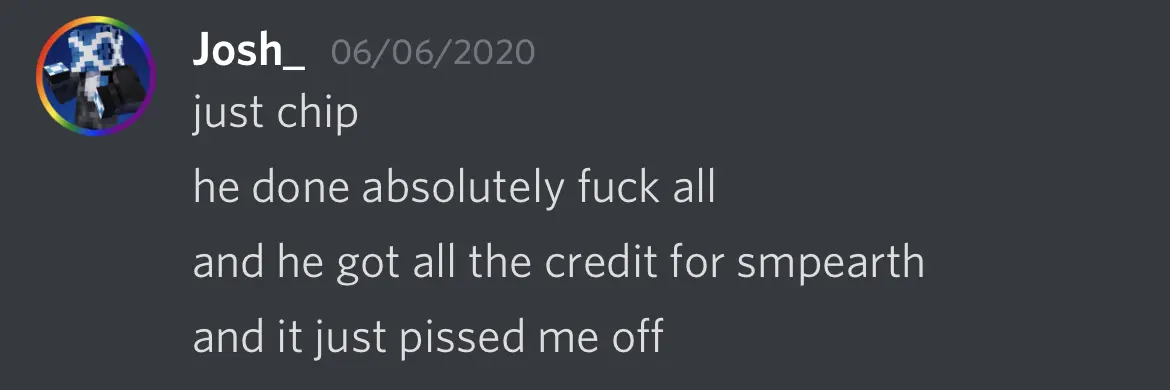 Josh_ 06/06/2020
just chip
he done absolutely fuck all
and he got all the credit for smpearth
and it just pissed me off